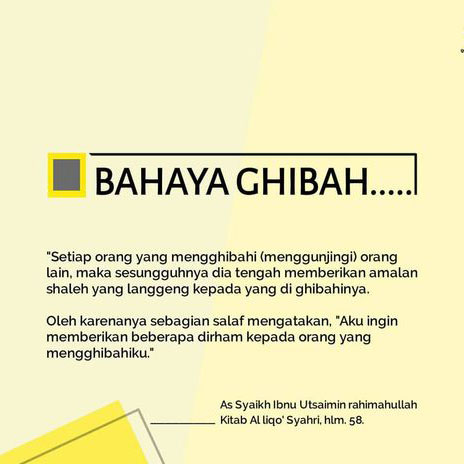 BAHAYA GHIBAH.....
"Setiap orang yang mengghibahi (menggunjingi) orang
lain, maka sesungguhnya dia tengah memberikan amalan
shaleh yang langgeng kepada yang di ghibahinya.
Oleh karenanya sebagian salaf mengatakan, "Aku ingin
memberikan beberapa dirham kepada orang yang
mengghibahiku."
As Syaikh Ibnu Utsaimin rahimahullah
Kitab Al liqo' Syahri, hlm. 58.